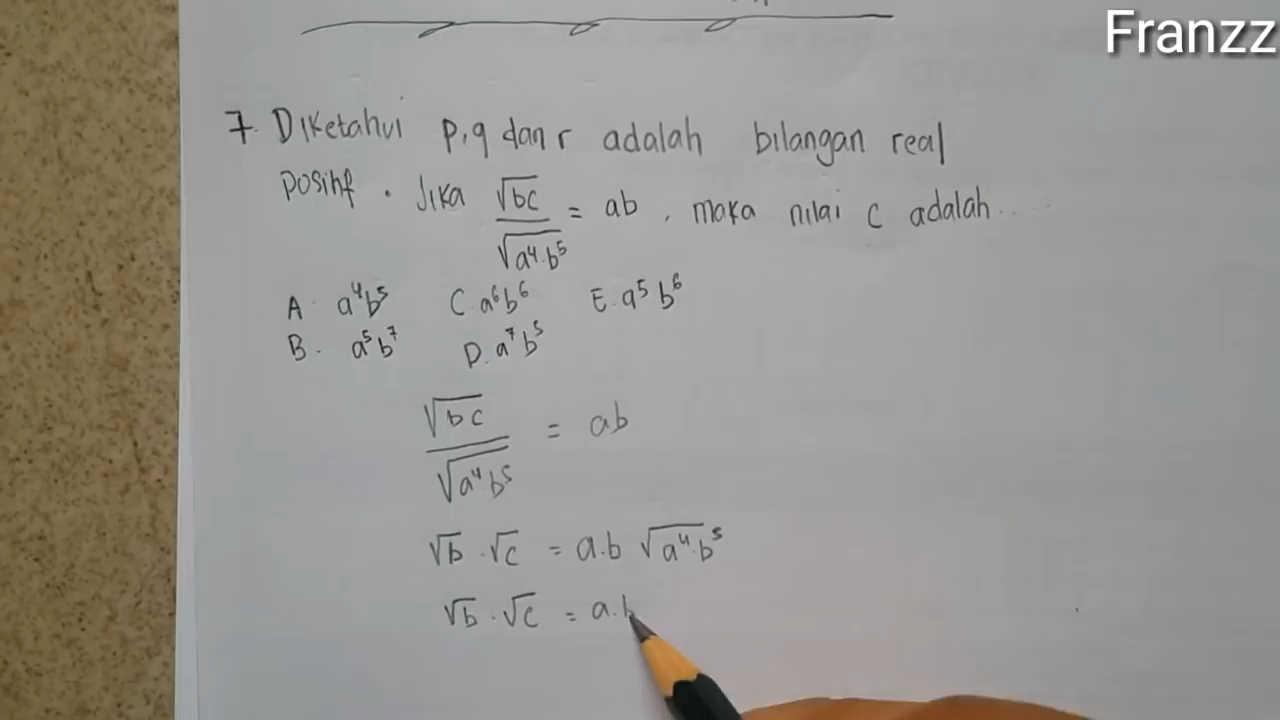 Franzz
7. Diketahui p, q dan r adalah bilangan real
positif. Jika √bc / √a⁴·b⁵ = ab, maka nilai c adalah....
A. a⁴b⁵ C. a⁶b⁶ E. a⁵b⁶
B. a⁵b⁷ D. a⁷b⁵
√bc / √a⁴b⁵ = ab
√b · √c = a.b √a⁴·b⁵
√b · √c = a.b